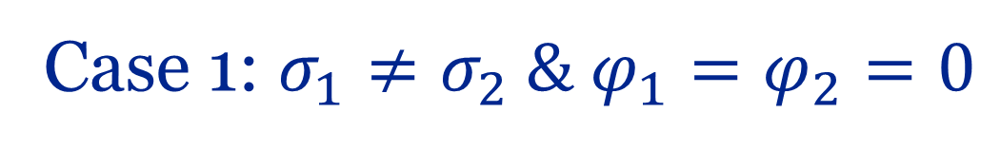 Case 1: σ₁ ≠ σ₂ & φ₁ = φ₂ = 0